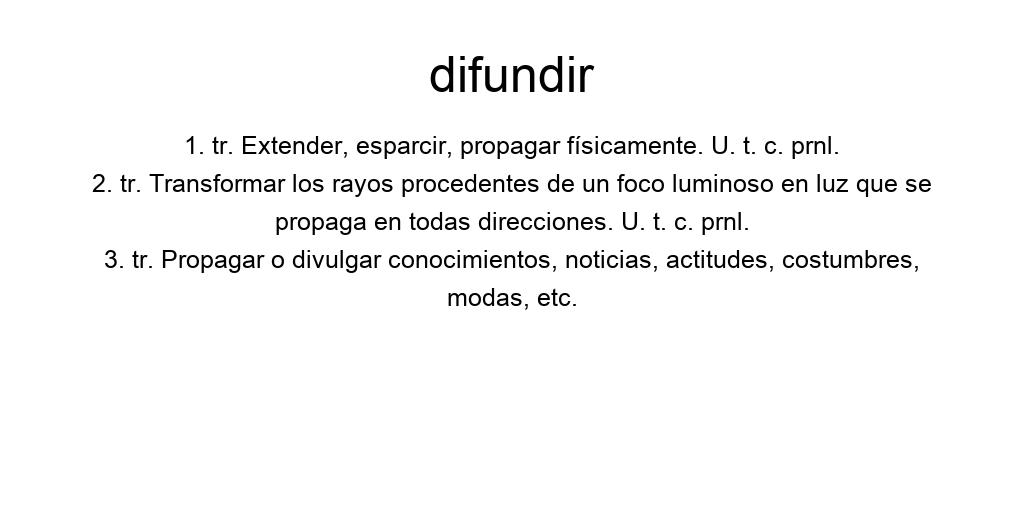 difundir
1. tr. Extender, esparcir, propagar físicamente. U. t. c. prnl.
2. tr. Transformar los rayos procedentes de un foco luminoso en luz que se
propaga en todas direcciones. U. t. c. prnl.
3. tr. Propagar o divulgar conocimientos, noticias, actitudes, costumbres,
modas, etc.